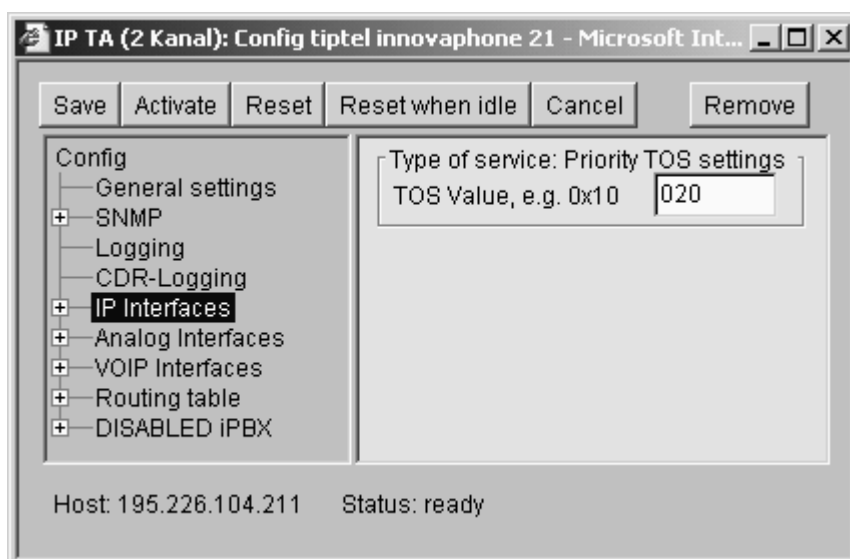 IP TA (2 Kanal): Config tiptel innovaphone 21 - Microsoft Int...
Save Activate Reset Reset when idle Cancel Remove
Config
General settings
SNMP
Logging
CDR-Logging
IP Interfaces
Analog Interfaces
VOIP Interfaces
Routing table
DISABLED iPBX
Type of service: Priority TOS settings
TOS Value, e.g. 0x10 020
Host: 195.226.104.211 Status: ready